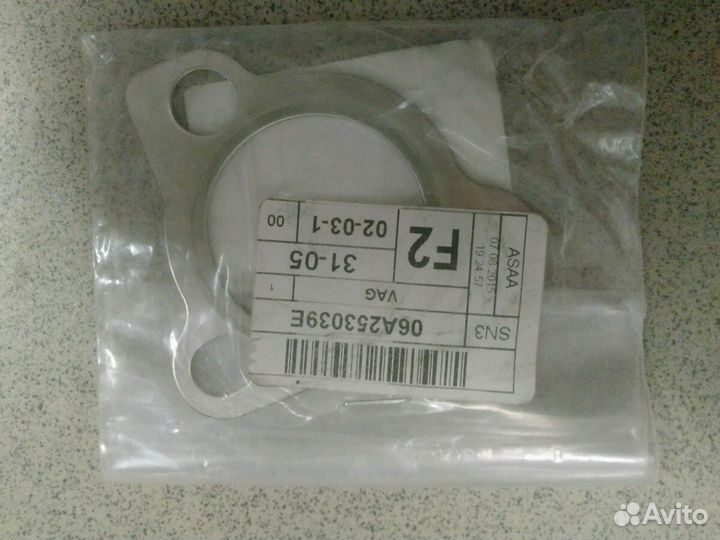 SN3
06A253039E
VAG
1
ASAA
07.08.2015
19:24:57
F2
31-05
02-03-1
00
Avito